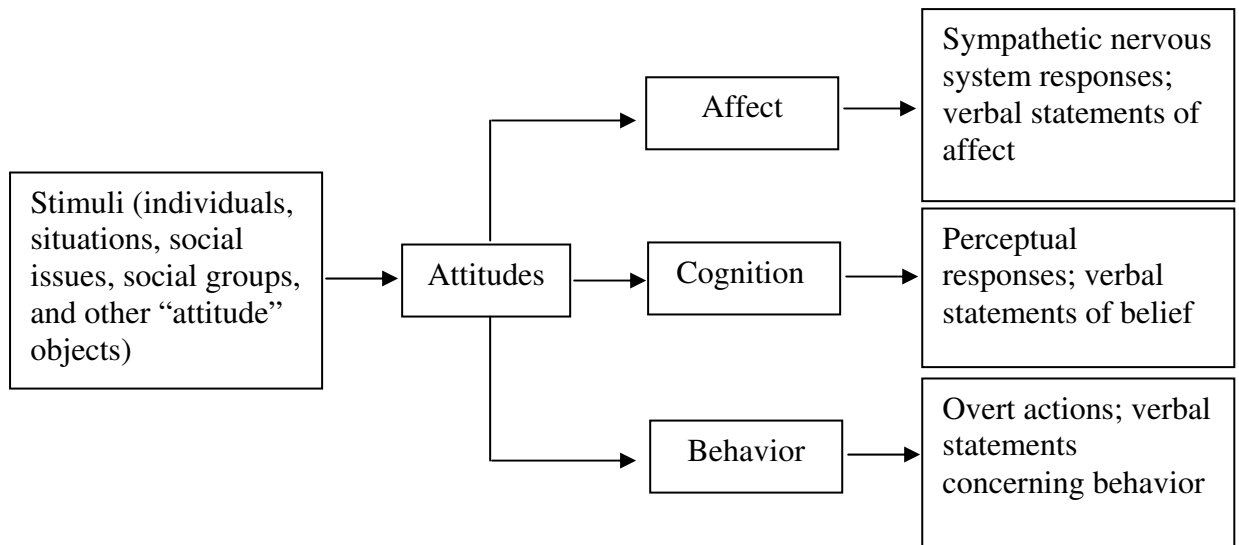 Stimuli (individuals,
situations, social
issues, social groups,
and other “attitude”
objects)
Attitudes
Affect
Sympathetic nervous
system responses;
verbal statements of
affect
Cognition
Perceptual
responses; verbal
statements of belief
Behavior
Overt actions; verbal
statements
concerning behavior